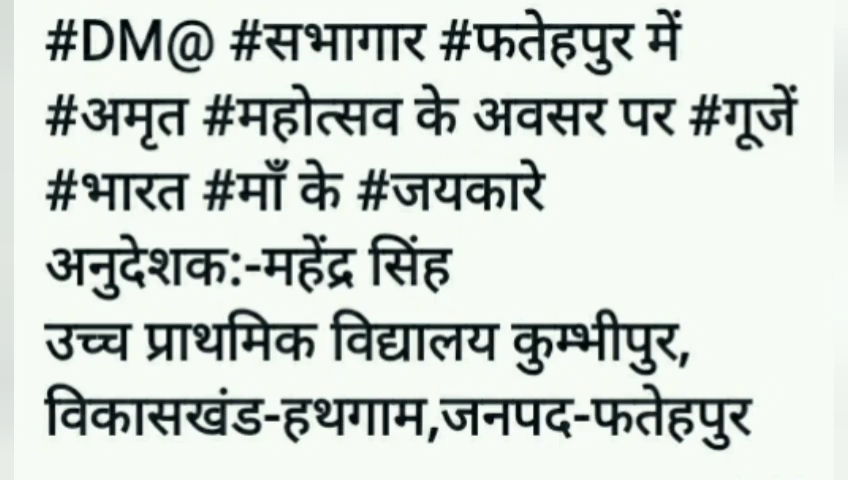 #DM@ #सभागार #फतेहपुर में
#अमृत #महोत्सव के अवसर पर #गूजें
#भारत #माँ के #जयकारे
अनुदेशक:-महेंद्र सिंह
उच्च प्राथमिक विद्यालय कुम्भीपुर,
विकासखंड-हथगाम,जनपद-फतेहपुर